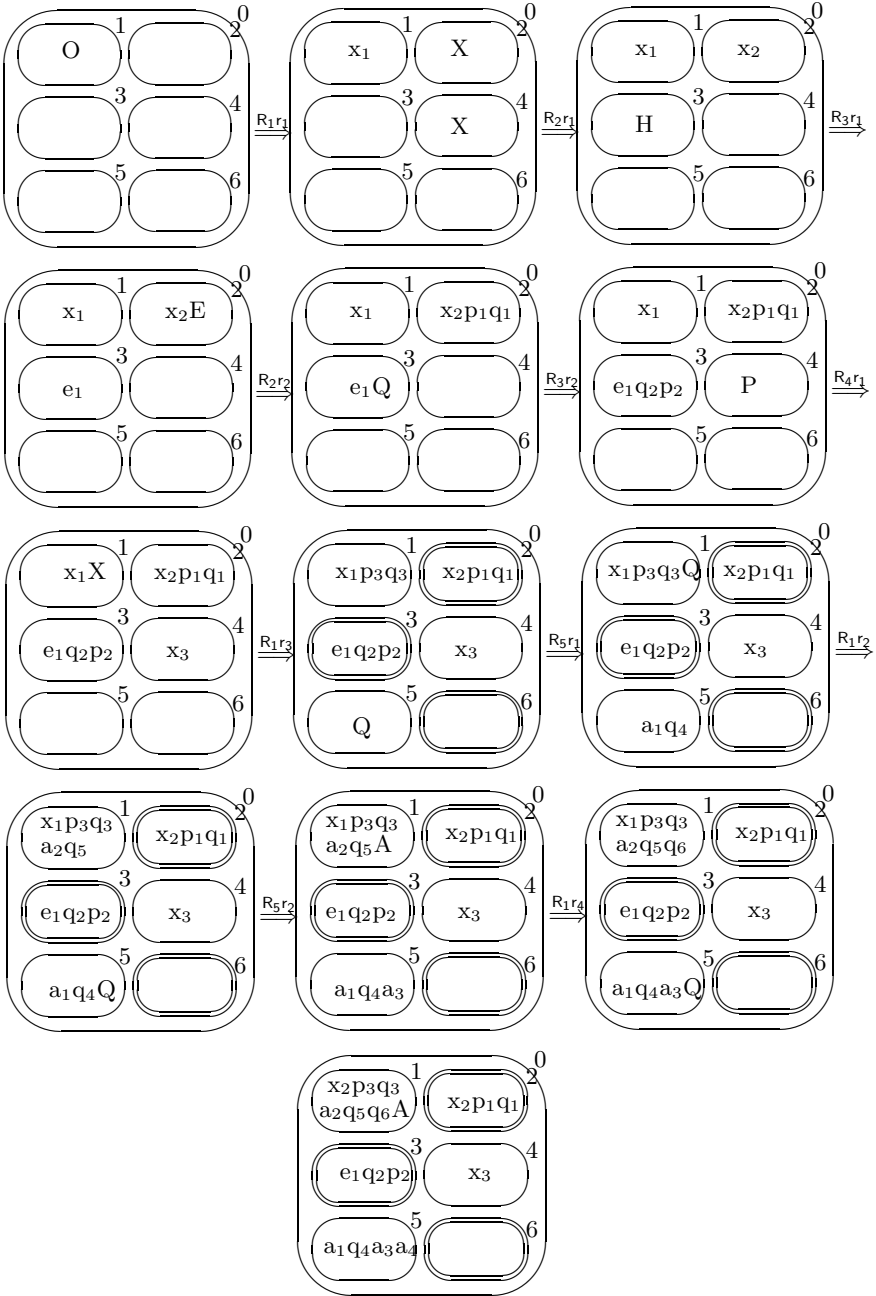 0
O 1 2
3 4
5 6
R₁r₁
0
x₁ 1 X 2
3 X 4
5 6
R₂r₁
0
x₁ 1 x₂ 2
H 3 4
5 6
R₃r₁
0
x₁ 1 x₂E 2
e₁ 3 4
5 6
R₂r₂
0
x₁ 1 x₂p₁q₁ 2
e₁Q 3 4
5 6
R₃r₂
0
x₁ 1 x₂p₁q₁ 2
e₁q₂p₂ 3 P 4
5 6
R₄r₁
0
x₁X 1 x₂p₁q₁ 2
e₁q₂p₂ 3 x₃ 4
5 6
R₁r₃
0
x₁p₃q₃ 1 x₂p₁q₁ 2
e₁q₂p₂ 3 x₃ 4
Q 5 6
R₅r₁
0
x₁p₃q₃Q 1 x₂p₁q₁ 2
e₁q₂p₂ 3 x₃ 4
a₁q₄ 5 6
R₁r₂
0
x₁p₃q₃ 1 x₂p₁q₁ 2
a₂q₅
e₁q₂p₂ 3 x₃ 4
a₁q₄Q 5 6
R₅r₂
0
x₁p₃q₃ 1 x₂p₁q₁ 2
a₂q₅A
e₁q₂p₂ 3 x₃ 4
a₁q₄a₃ 5 6
R₁r₄
0
x₁p₃q₃ 1 x₂p₁q₁ 2
a₂q₅q₆
e₁q₂p₂ 3 x₃ 4
a₁q₄a₃Q 5 6
0
x₂p₃q₃ 1 x₂p₁q₁ 2
a₂q₅q₆A
e₁q₂p₂ 3 x₃ 4
a₁q₄a₃a₄ 5 6